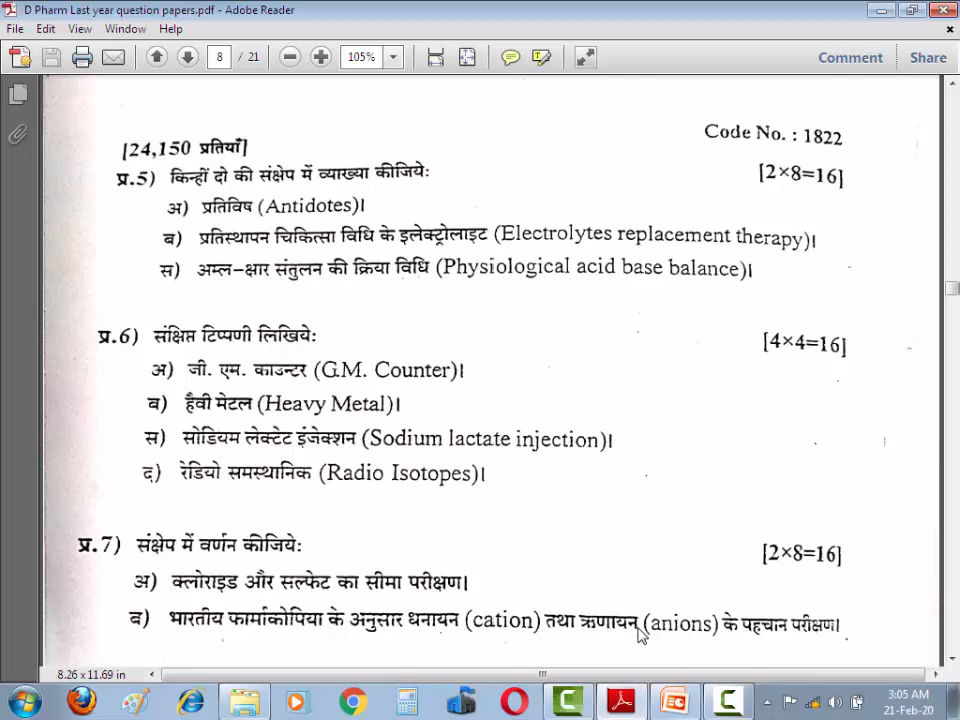 D Pharm Last year question papers.pdf - Adobe Reader
File Edit View Window Help
8 / 21 105% Comment Share
[24,150 प्रतियाँ] Code No. : 1822
प्र.5) किन्हीं दो की संक्षेप में व्याख्या कीजिये: [2×8=16]
अ) प्रतिविष (Antidotes)।
ब) प्रतिस्थापन चिकित्सा विधि के इलेक्ट्रोलाइट (Electrolytes replacement therapy)।
स) अम्ल-क्षार संतुलन की क्रिया विधि (Physiological acid base balance)।
प्र.6) संक्षिप्त टिप्पणी लिखिये: [4×4=16]
अ) जी. एम. काउन्टर (G.M. Counter)।
ब) हैवी मेटल (Heavy Metal)।
स) सोडियम लेक्टेट इंजेक्शन (Sodium lactate injection)।
द) रेडियो समस्थानिक (Radio Isotopes)।
प्र.7) संक्षेप में वर्णन कीजिये: [2×8=16]
अ) क्लोराइड और सल्फेट का सीमा परीक्षण।
ब) भारतीय फार्माकोपिया के अनुसार धनायन (cation) तथा ऋणायन (anions) के पहचान परीक्षण।
8.26 x 11.69 in
3:05 AM
21-Feb-20